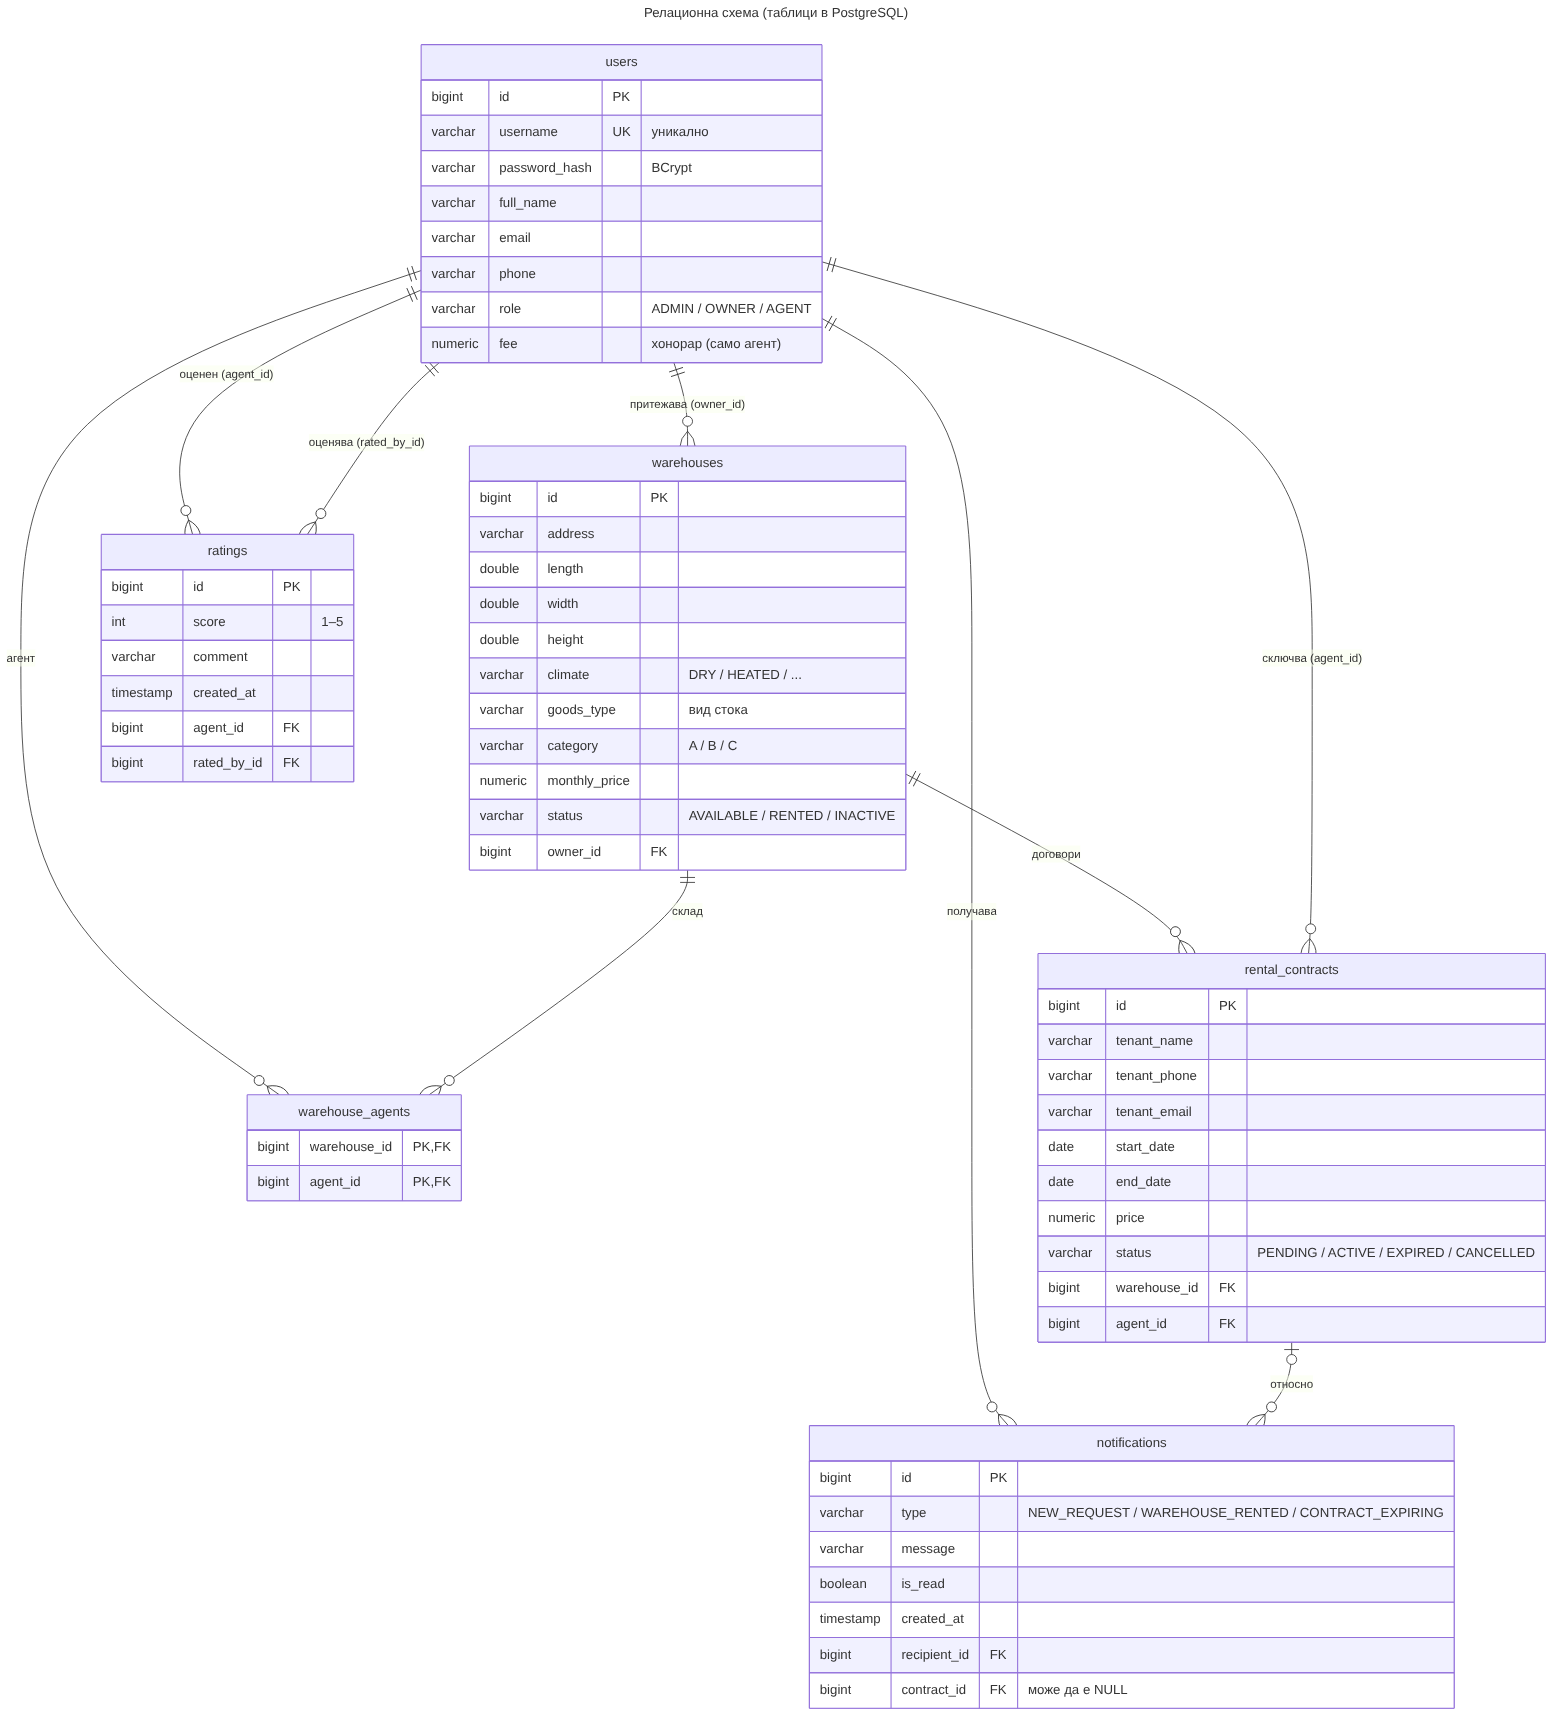 Релационна схема (таблици в PostgreSQL)
users
bigint id PK
varchar username UK уникално
varchar password_hash BCrypt
varchar full_name
varchar email
varchar phone
varchar role ADMIN / OWNER / AGENT
numeric fee хонорар (само агент)
оценен (agent_id)
притежава (owner_id)
оценява (rated_by_id)
сключва (agent_id)
агент
ratings
bigint id PK
int score 1–5
varchar comment
timestamp created_at
bigint agent_id FK
bigint rated_by_id FK
warehouses
bigint id PK
varchar address
double length
double width
double height
varchar climate DRY / HEATED / ...
varchar goods_type вид стока
varchar category A / B / C
numeric monthly_price
varchar status AVAILABLE / RENTED / INACTIVE
bigint owner_id FK
договори
склад
получава
warehouse_agents
bigint warehouse_id PK,FK
bigint agent_id PK,FK
rental_contracts
bigint id PK
varchar tenant_name
varchar tenant_phone
varchar tenant_email
date start_date
date end_date
numeric price
varchar status PENDING / ACTIVE / EXPIRED / CANCELLED
bigint warehouse_id FK
bigint agent_id FK
относно
notifications
bigint id PK
varchar type NEW_REQUEST / WAREHOUSE_RENTED / CONTRACT_EXPIRING
varchar message
boolean is_read
timestamp created_at
bigint recipient_id FK
bigint contract_id FK може да е NULL